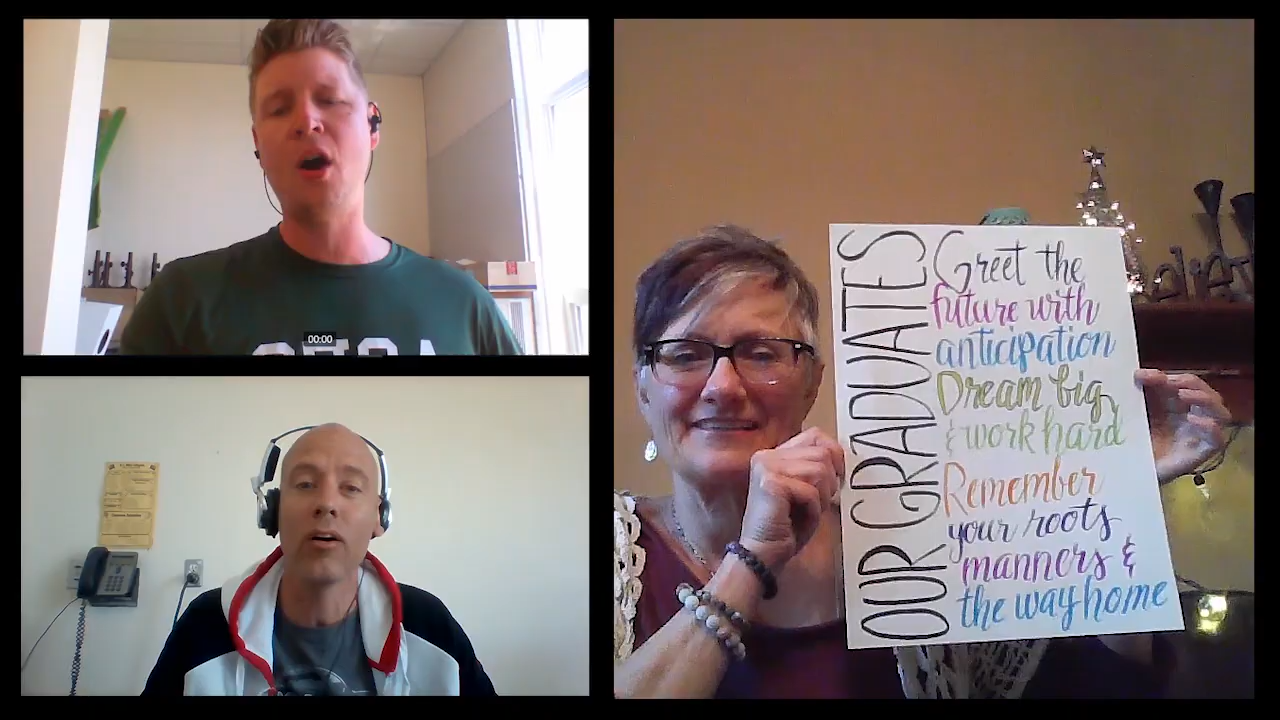 00:00
OUR GRADUATES
Greet the
future with
anticipation
Dream big
& work hard
Remember
your roots
manners &
the way home